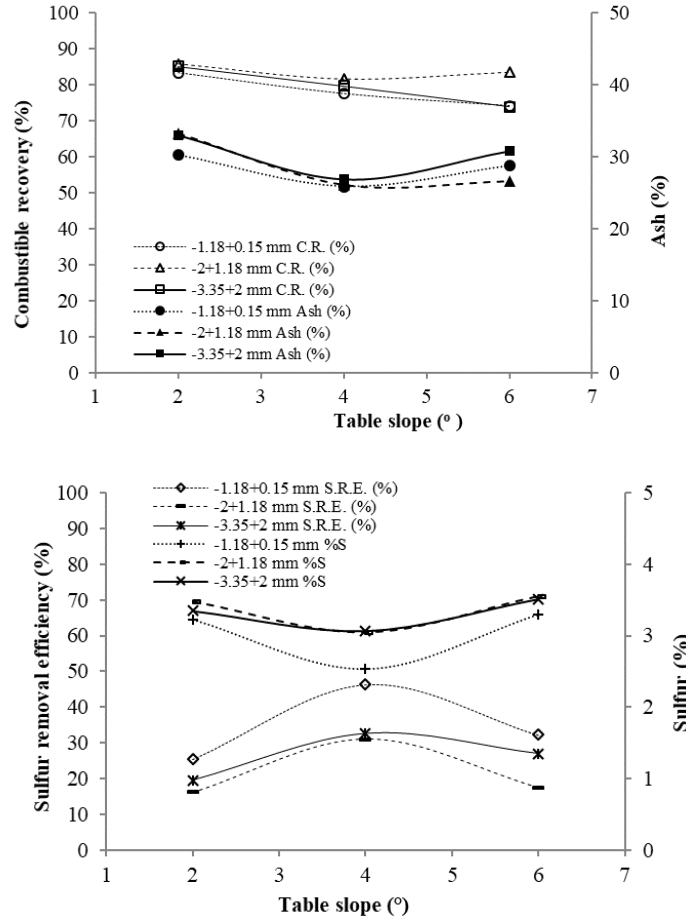 100
90
80
70
60
50
40
30
20
10
0
Combustible recovery (%)
50
40
30
20
10
0
Ash (%)
-1.18+0.15 mm C.R. (%)
-2+1.18 mm C.R. (%)
-3.35+2 mm C.R. (%)
-1.18+0.15 mm Ash (%)
-2+1.18 mm Ash (%)
-3.35+2 mm Ash (%)
1 2 3 4 5 6 7
Table slope (o )
100
90
80
70
60
50
40
30
20
10
0
Sulfur removal efficiency (%)
5
4
3
2
1
0
Sulfur (%)
-1.18+0.15 mm S.R.E. (%)
-2+1.18 mm S.R.E. (%)
-3.35+2 mm S.R.E. (%)
-1.18+0.15 mm %S
-2+1.18 mm %S
-3.35+2 mm %S
1 2 3 4 5 6 7
Table slope (°)